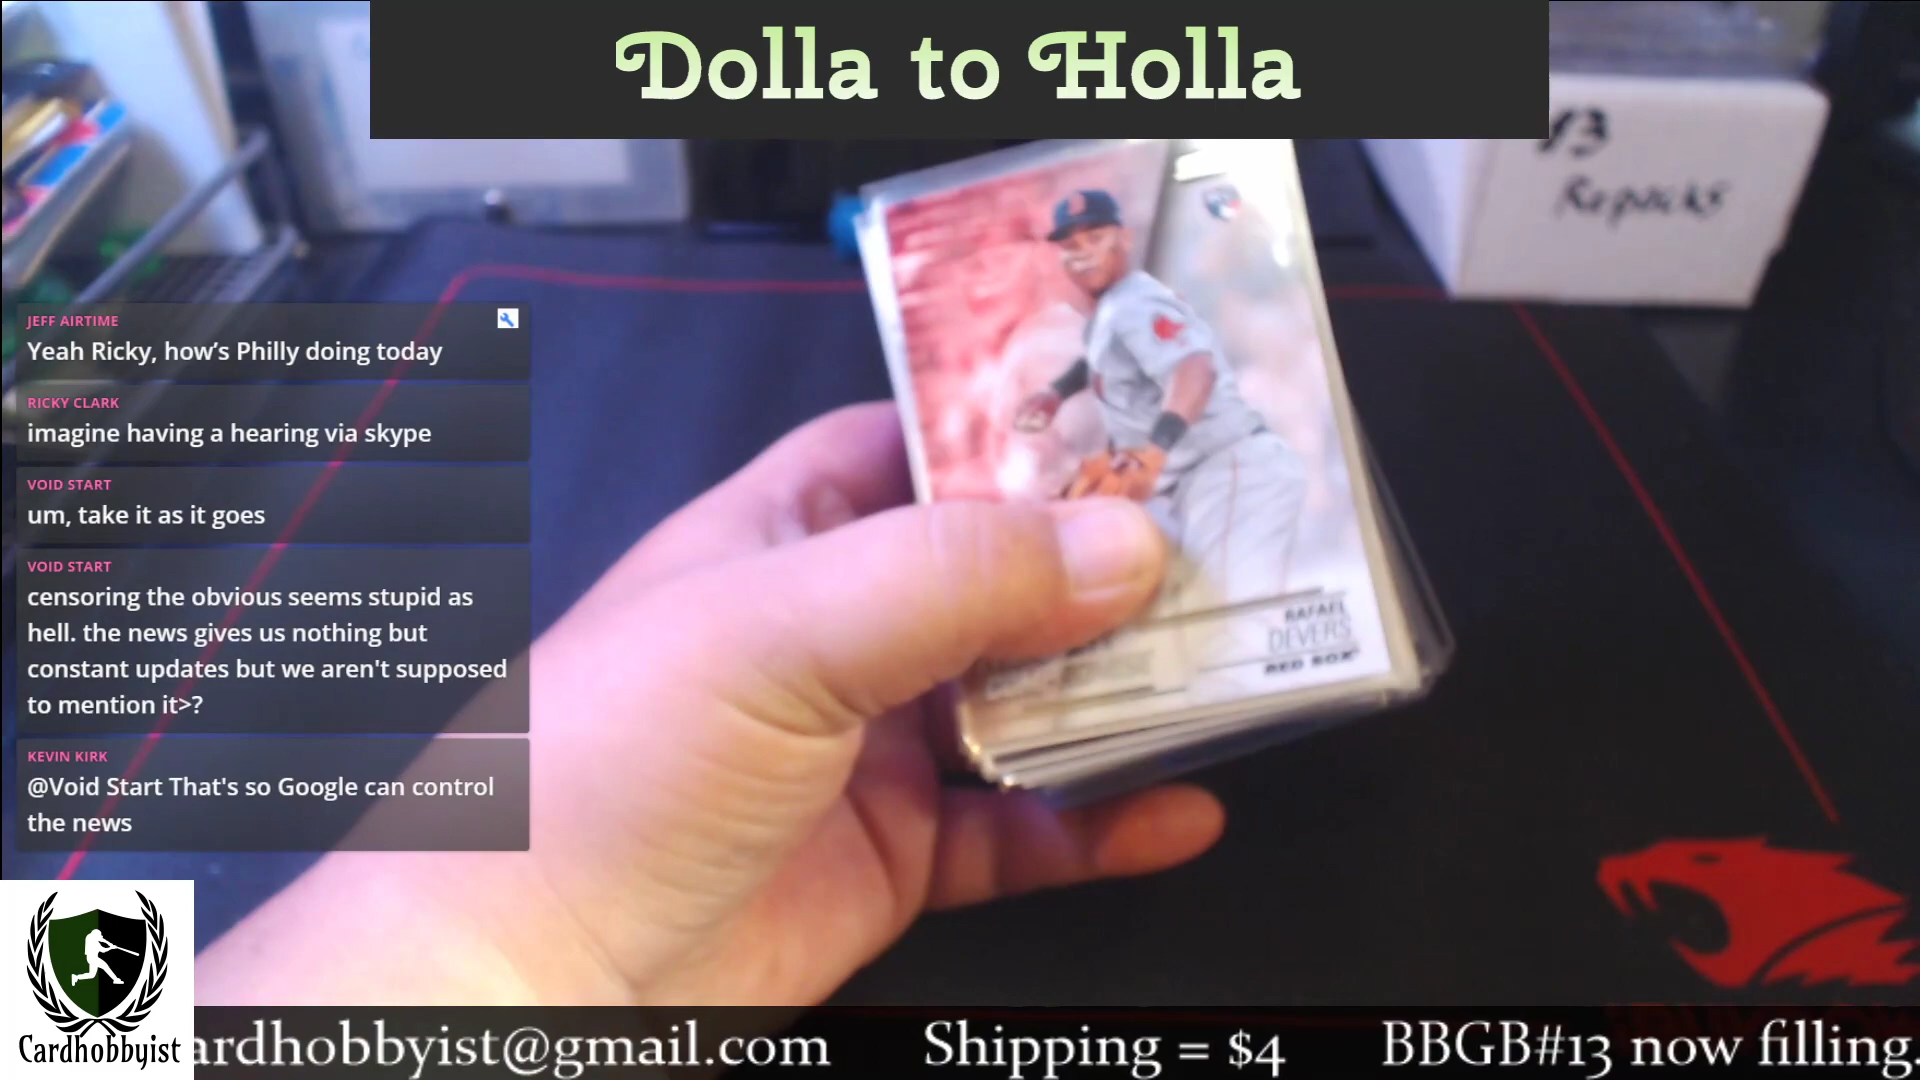 Dolla to Holla
Repacks
JEFF AIRTIME
Yeah Ricky, how's Philly doing today
RICKY CLARK
imagine having a hearing via skype
VOID START
um, take it as it goes
VOID START
censoring the obvious seems stupid as
hell. the news gives us nothing but
constant updates but we aren't supposed
to mention it>?
KEVIN KIRK
@Void Start That's so Google can control
the news
RAFAEL
DEVERS
RED SOX
Cardhobbyist
ardhobbyist@gmail.com Shipping = $4 BBGB#13 now filling.